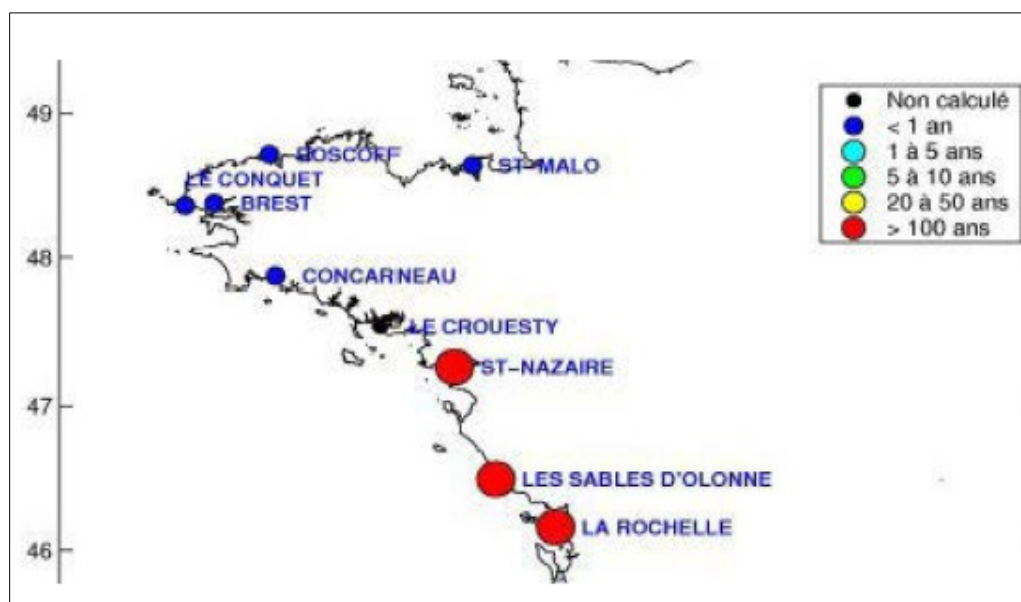 49
48
47
46
Non calculé
< 1 an
1 à 5 ans
5 à 10 ans
20 à 50 ans
> 100 ans
ROSCOFF
ST-MALO
LE CONQUET
BREST
CONCARNEAU
LE CROUESTY
ST-NAZAIRE
LES SABLES D'OLONNE
LA ROCHELLE